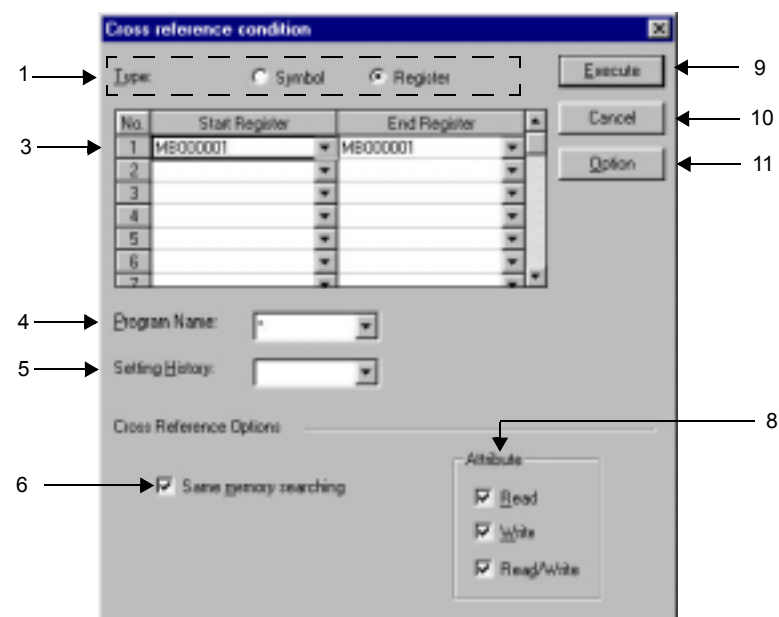 Cross reference condition
1 Type: Symbol Register Execute 9
Cancel 10
No. Start Register End Register
3 1 MB000001 MB000001
Option 11
2
3
4
5
6
7
4 Program Name: *
5 Setting History:
Cross Reference Options 8
Attribute
6 Same memory searching
Read
Write
Read/Write